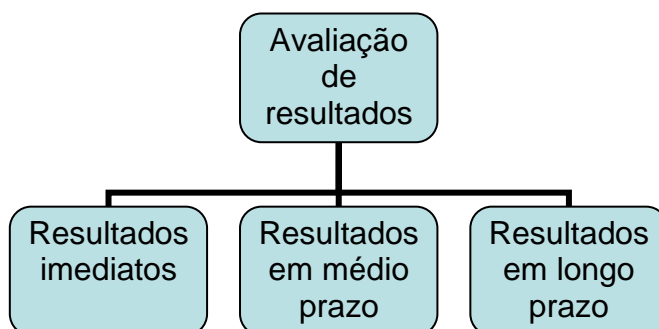 Avaliação
de
resultados
Resultados
imediatos
Resultados
em médio
prazo
Resultados
em longo
prazo